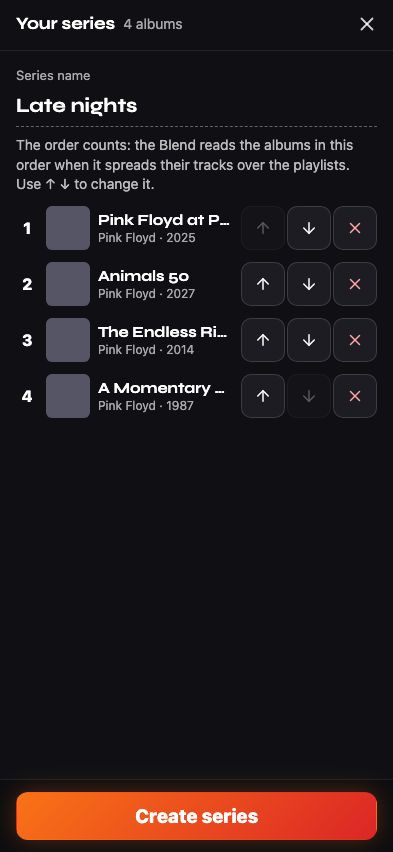 Your series 4 albums
Series name
Late nights
The order counts: the Blend reads the albums in this
order when it spreads their tracks over the playlists.
Use ↑ ↓ to change it.
1 Pink Floyd at P...
Pink Floyd · 2025
2 Animals 50
Pink Floyd · 2027
3 The Endless Ri...
Pink Floyd · 2014
4 A Momentary ...
Pink Floyd · 1987
Create series